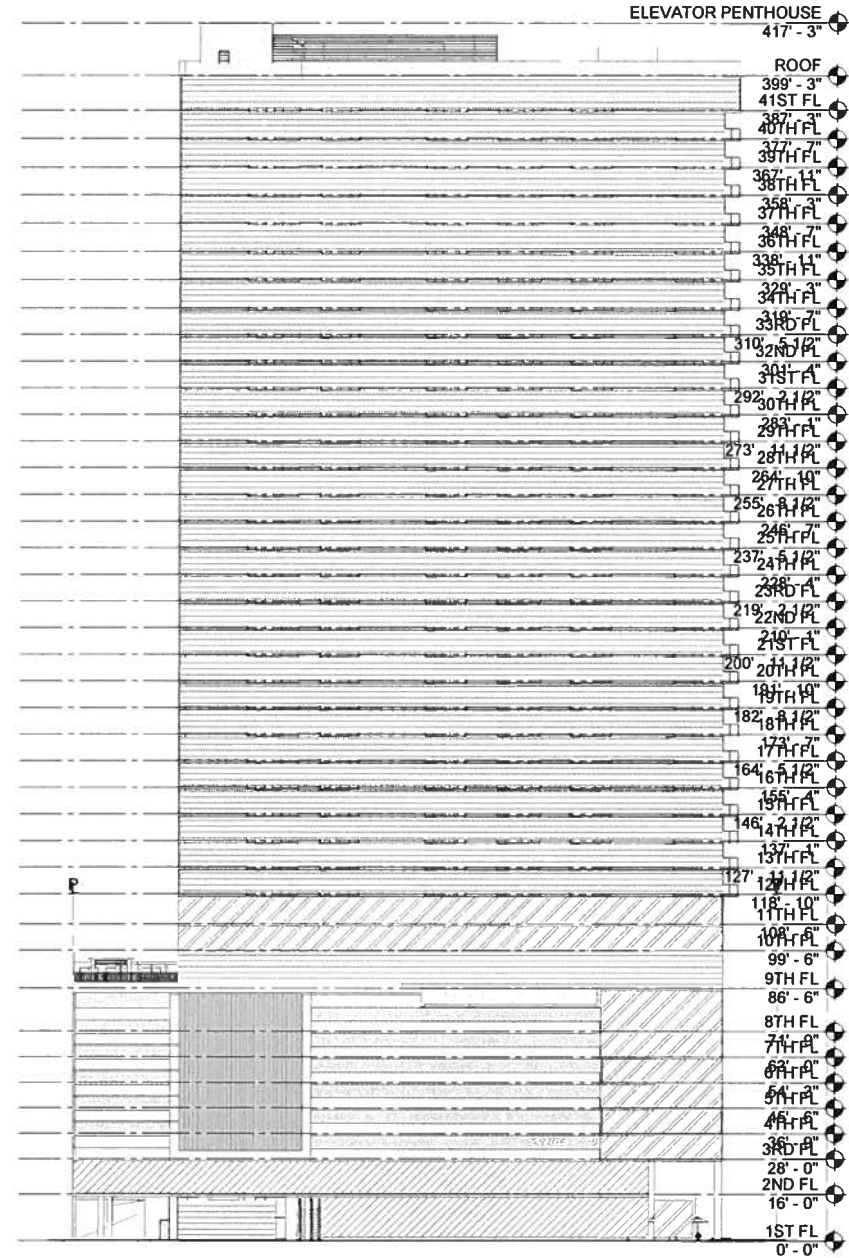 ELEVATOR PENTHOUSE
417' - 3"
ROOF
399' - 3"
41ST FL
387' - 3"
40TH FL
377' - 7"
39TH FL
367' - 11"
38TH FL
358' - 3"
37TH FL
348' - 7"
36TH FL
338' - 11"
35TH FL
329' - 3"
34TH FL
319' - 7"
33RD FL
310' - 5 1/2"
32ND FL
301' - 4"
31ST FL
292' - 2 1/2"
30TH FL
283' - 1"
29TH FL
273' - 11 1/2"
28TH FL
264' - 10"
27TH FL
255' - 8 1/2"
26TH FL
246' - 7"
25TH FL
237' - 5 1/2"
24TH FL
228' - 4"
23RD FL
219' - 2 1/2"
22ND FL
210' - 1"
21ST FL
200' - 11 1/2"
20TH FL
191' - 10"
19TH FL
182' - 8 1/2"
18TH FL
173' - 7"
17TH FL
164' - 5 1/2"
16TH FL
155' - 4"
15TH FL
146' - 2 1/2"
14TH FL
137' - 1"
13TH FL
127' - 11 1/2"
P
12TH FL
118' - 10"
11TH FL
108' - 6"
10TH FL
99' - 6"
9TH FL
86' - 6"
8TH FL
71' - 9"
7TH FL
63' - 0"
6TH FL
54' - 3"
5TH FL
45' - 6"
4TH FL
36' - 9"
3RD FL
28' - 0"
2ND FL
16' - 0"
1ST FL
0' - 0"